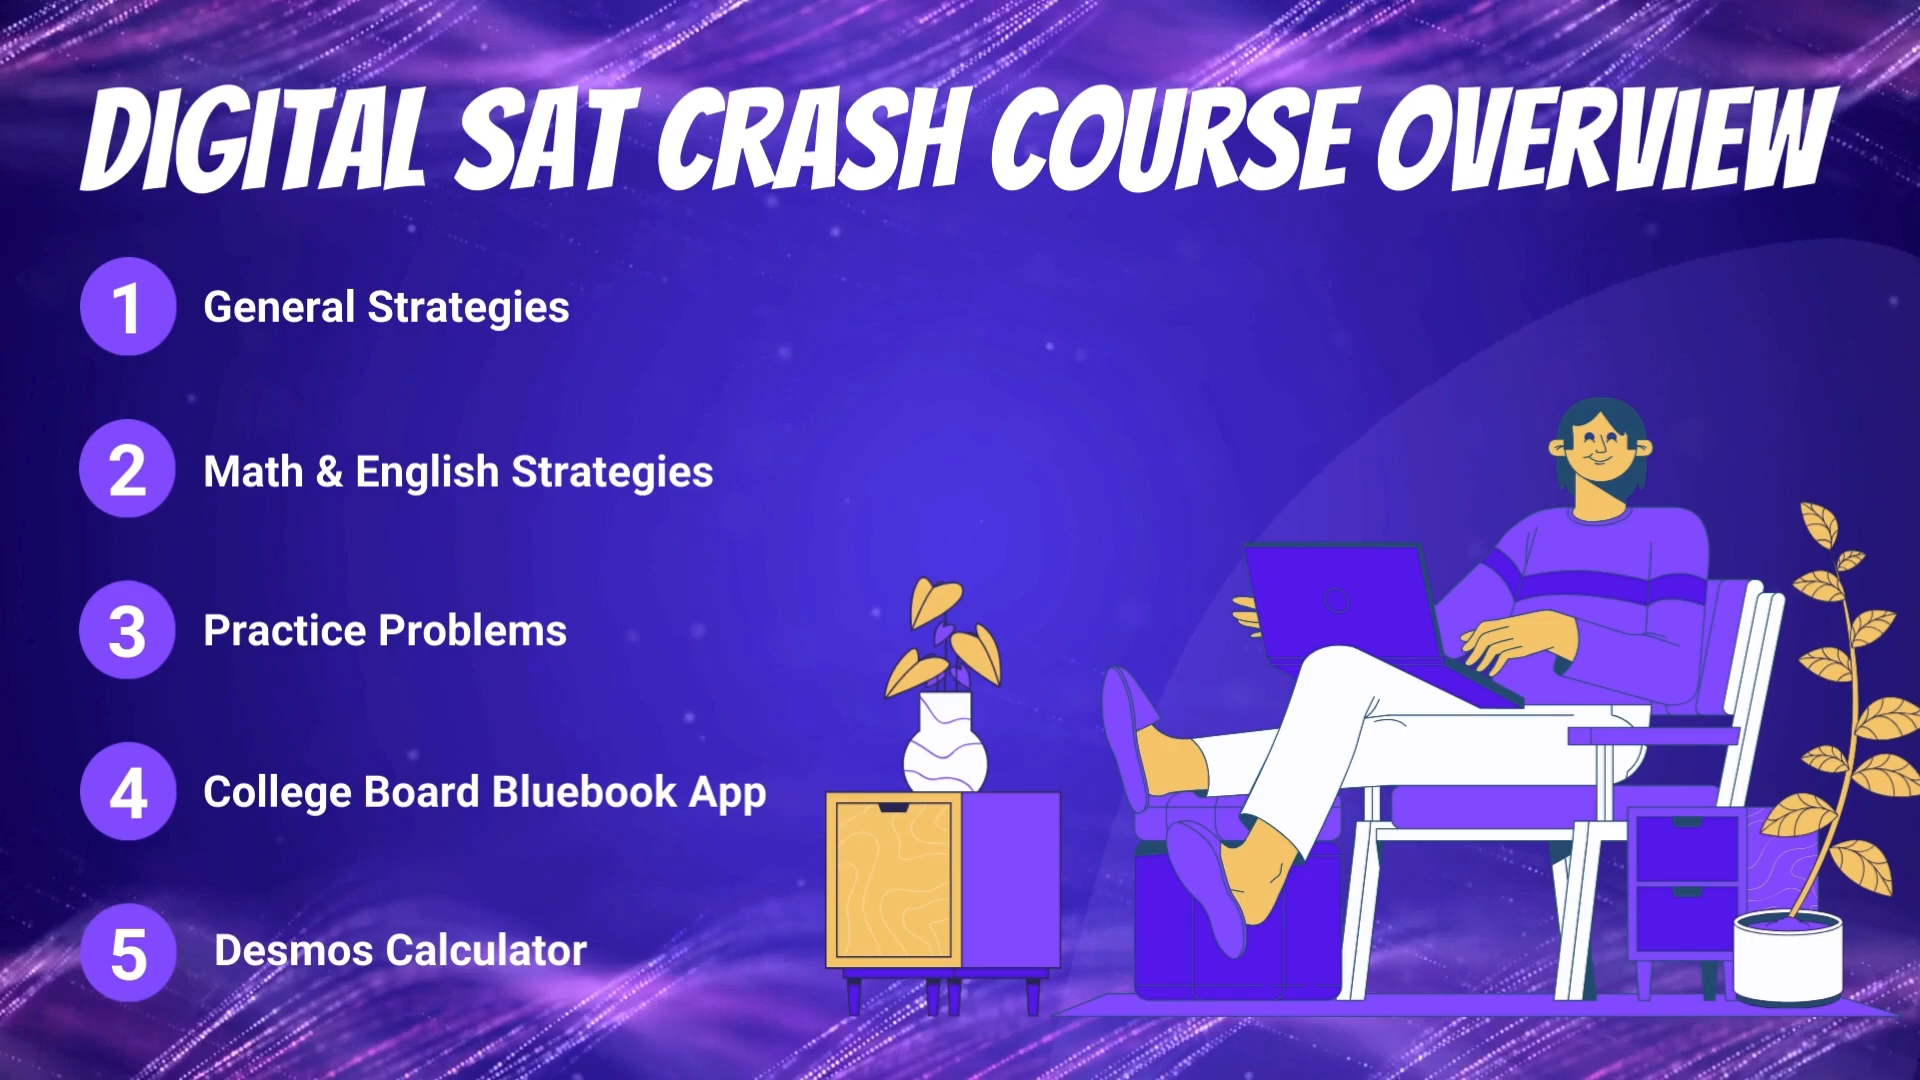 DIGITAL SAT CRASH COURSE OVERVIEW
1 General Strategies
2 Math & English Strategies
3 Practice Problems
4 College Board Bluebook App
5 Desmos Calculator